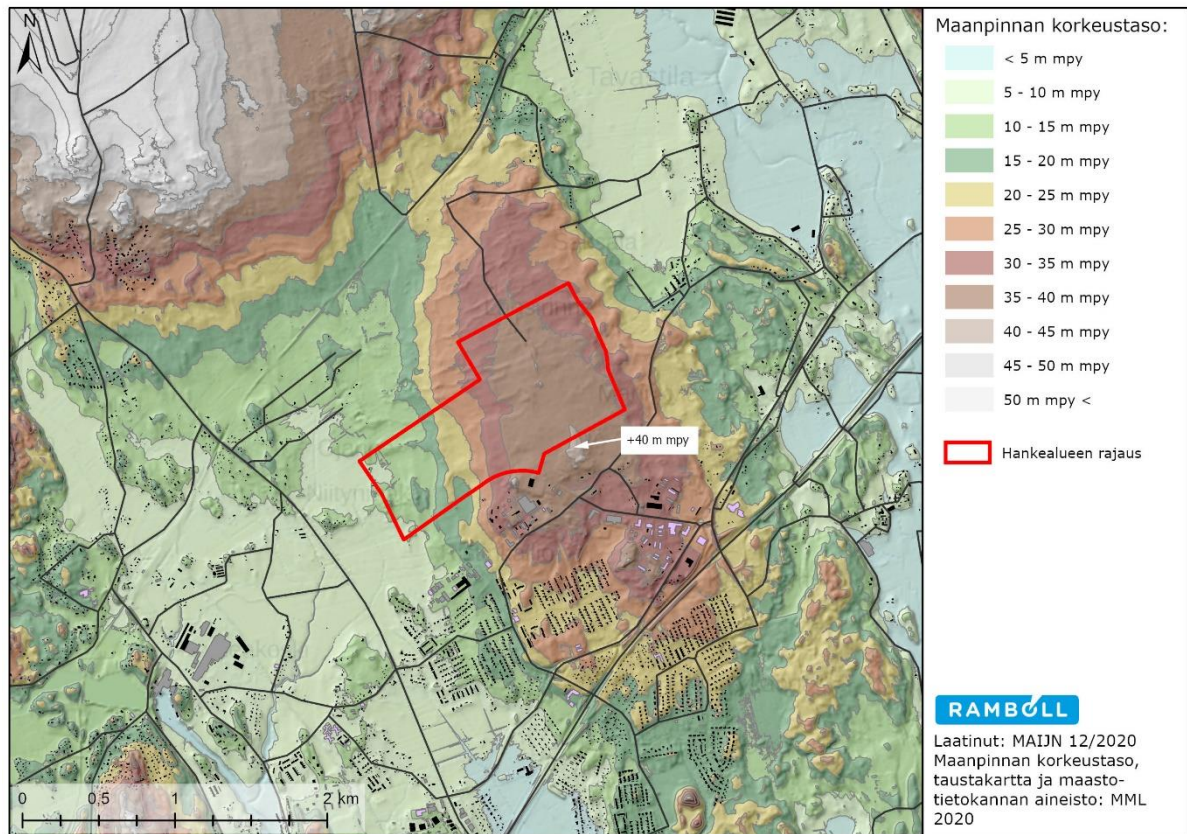 N
Tavastila
+40 m mpy
0 0.5 1 2 km
Maanpinnan korkeustaso:
< 5 m mpy
5 - 10 m mpy
10 - 15 m mpy
15 - 20 m mpy
20 - 25 m mpy
25 - 30 m mpy
30 - 35 m mpy
35 - 40 m mpy
40 - 45 m mpy
45 - 50 m mpy
50 m mpy <
Hankealueen rajaus
RAMBOLL
Laatinut: MAIJN 12/2020
Maanpinnan korkeustaso,
taustakartta ja maasto-
tietokannan aineisto: MML
2020